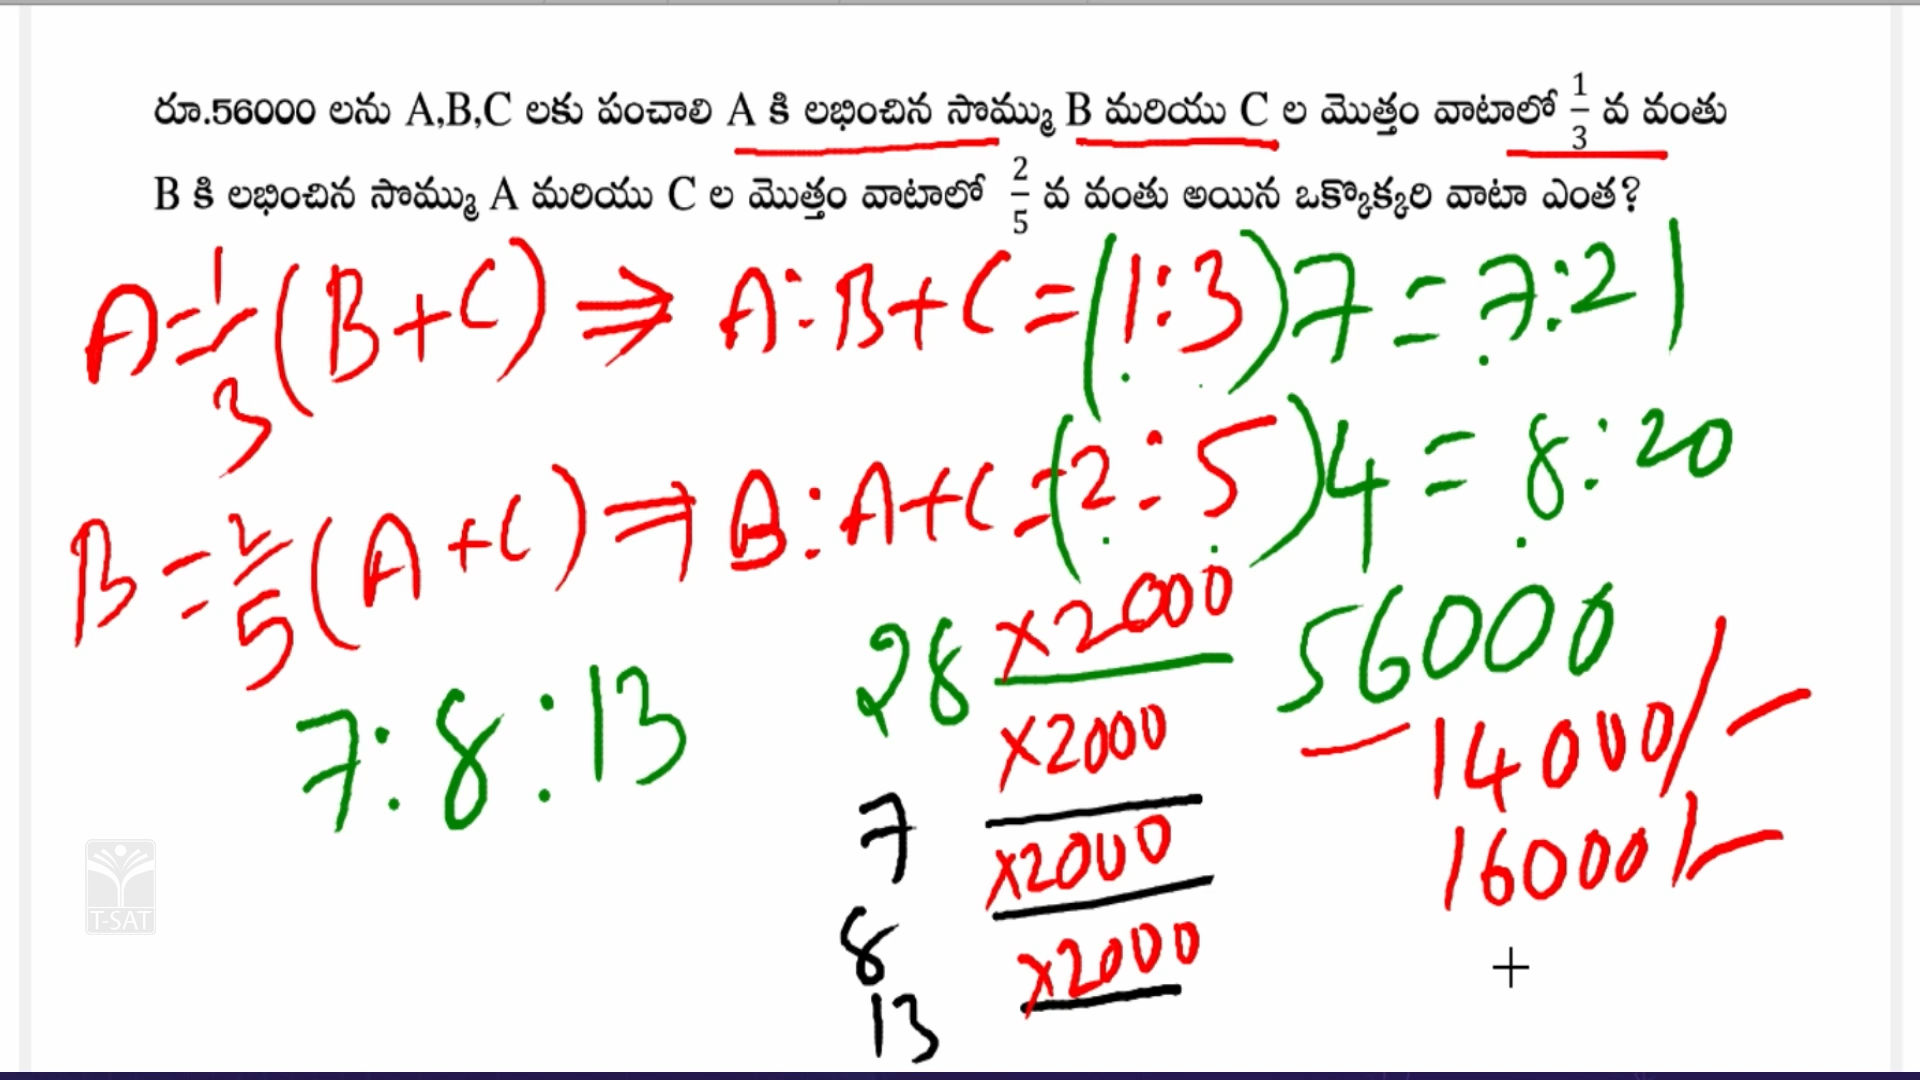 రూ.56000 లను A,B,C లకు పంచాలి A కి లభించిన సొమ్ము B మరియు C ల మొత్తం వాటాలో 1/3 వ వంతు
B కి లభించిన సొమ్ము A మరియు C ల మొత్తం వాటాలో 2/5 వ వంతు అయిన ఒక్కొక్కరి వాటా ఎంత?
A=1/3(B+C) ⇒ A:B+C=(1:3)7=7:21
B=2/5(A+C) ⇒ B:A+C=(2:5)4=8:20
7:8:13
28 ×2000 56000
7 ×2000 14000/-
8 ×2000 16000/-
13 ×2000
T-SAT